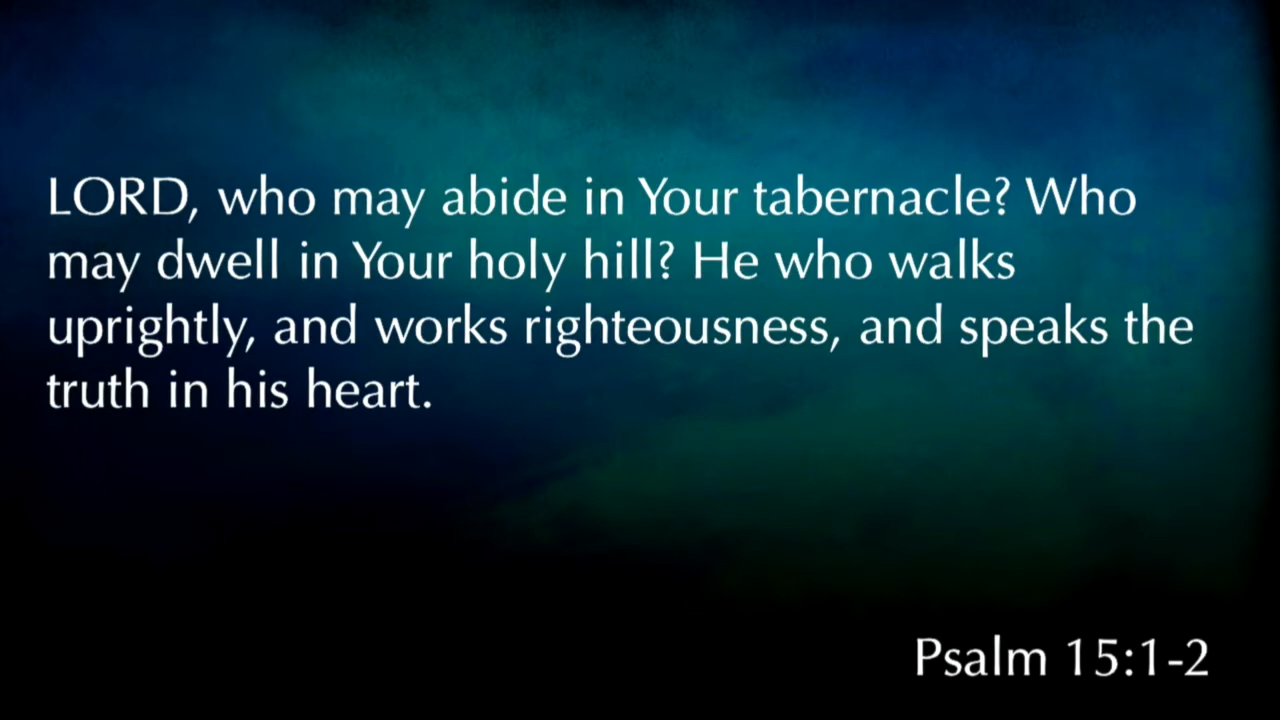 LORD, who may abide in Your tabernacle? Who
may dwell in Your holy hill? He who walks
uprightly, and works righteousness, and speaks the
truth in his heart.
Psalm 15:1-2